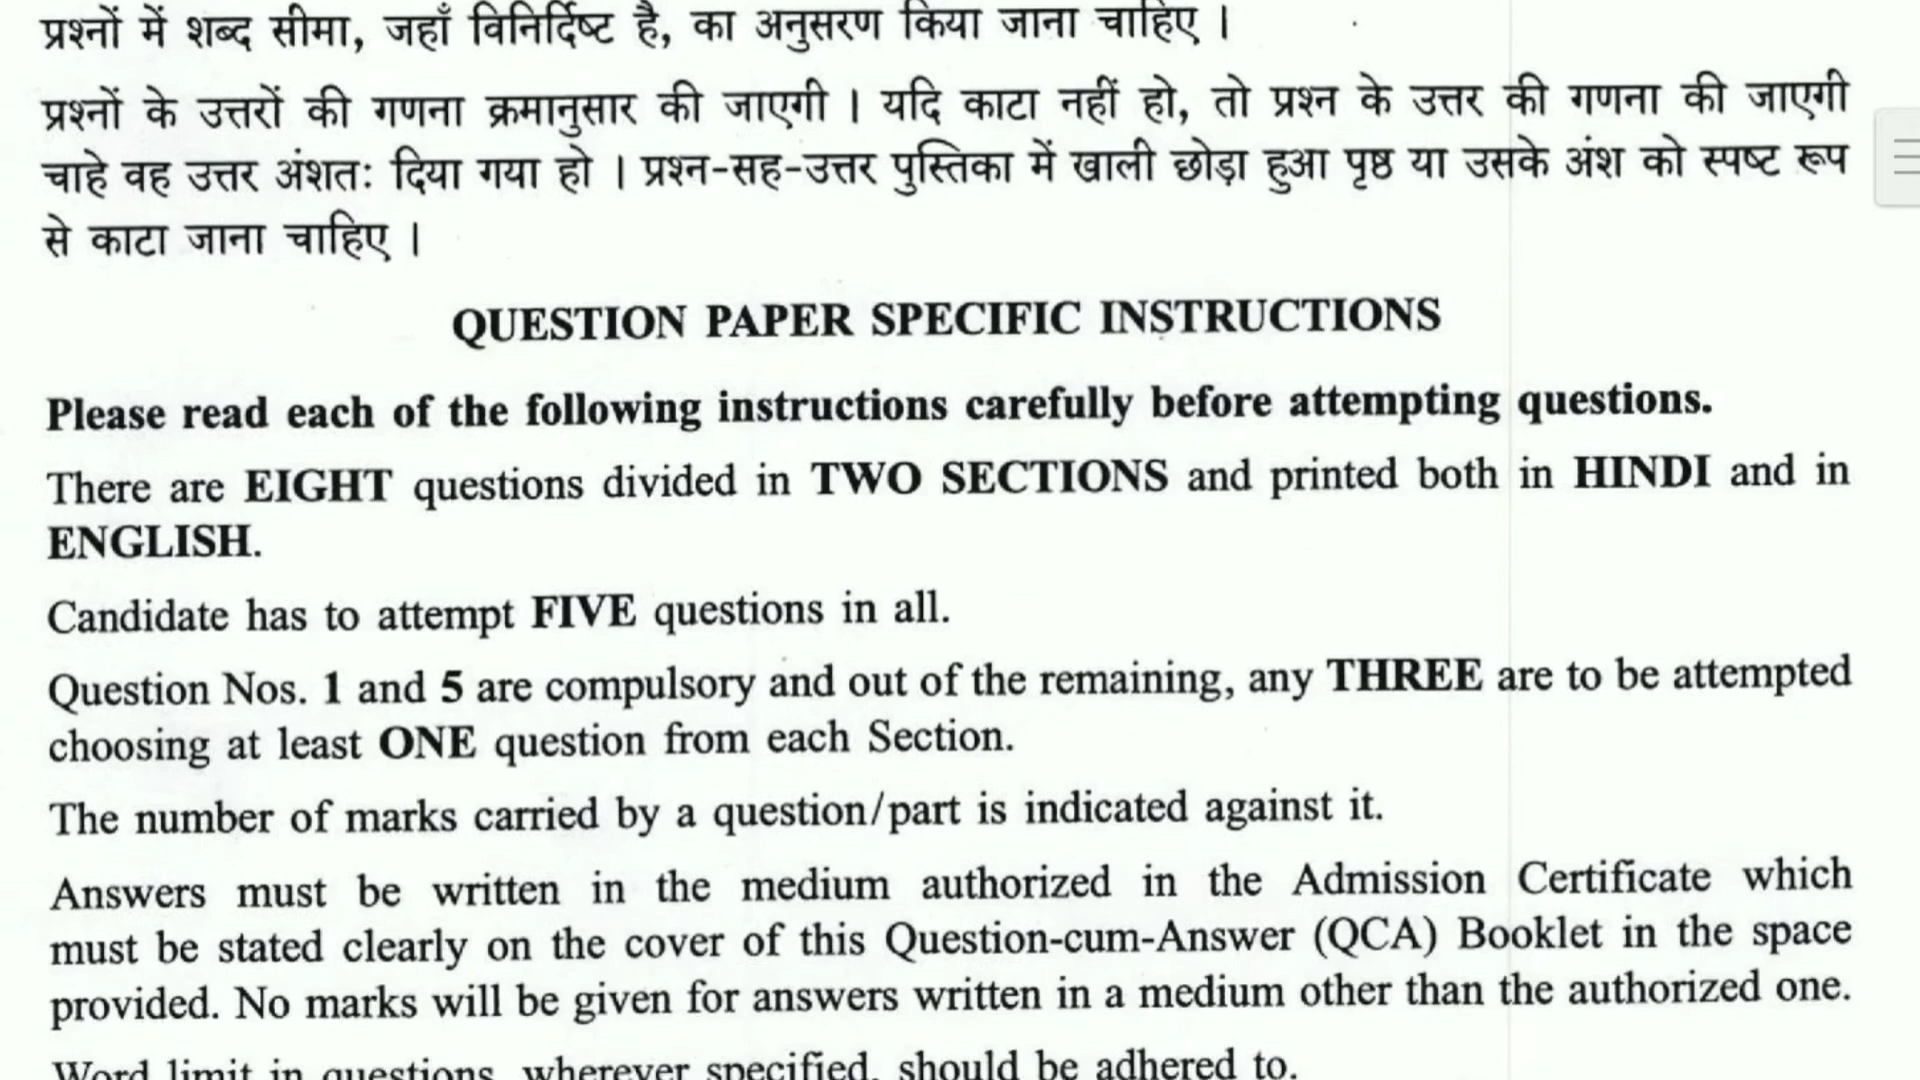 प्रश्नों में शब्द सीमा, जहाँ विनिर्दिष्ट है, का अनुसरण किया जाना चाहिए ।
प्रश्नों के उत्तरों की गणना क्रमानुसार की जाएगी । यदि काटा नहीं हो, तो प्रश्न के उत्तर की गणना की जाएगी
चाहे वह उत्तर अंशतः दिया गया हो । प्रश्न-सह-उत्तर पुस्तिका में खाली छोड़ा हुआ पृष्ठ या उसके अंश को स्पष्ट रूप
से काटा जाना चाहिए ।
QUESTION PAPER SPECIFIC INSTRUCTIONS
Please read each of the following instructions carefully before attempting questions.
There are EIGHT questions divided in TWO SECTIONS and printed both in HINDI and in
ENGLISH.
Candidate has to attempt FIVE questions in all.
Question Nos. 1 and 5 are compulsory and out of the remaining, any THREE are to be attempted
choosing at least ONE question from each Section.
The number of marks carried by a question/part is indicated against it.
Answers must be written in the medium authorized in the Admission Certificate which
must be stated clearly on the cover of this Question-cum-Answer (QCA) Booklet in the space
provided. No marks will be given for answers written in a medium other than the authorized one.
Word limit in questions, wherever specified, should be adhered to.